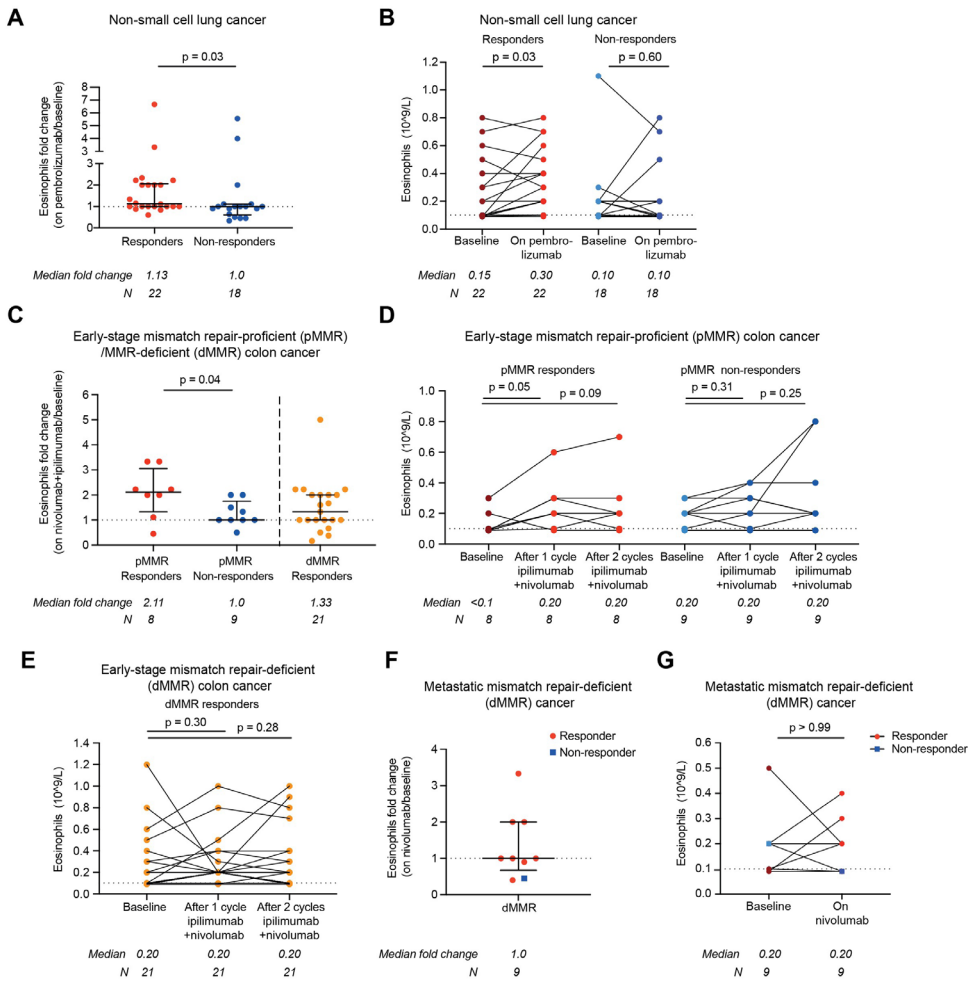 A
Non-small cell lung cancer
p = 0.03
Eosinophils fold change
(on pembrolizumab/baseline)
8
7
6
5
4
3
3
2
1
0
Responders
Non-responders
Median fold change 1.13 1.0
N 22 18
B
Non-small cell lung cancer
Responders
Non-responders
p = 0.03
p = 0.60
Eosinophils (10^9/L)
1.2
1.0
0.8
0.6
0.4
0.2
0.0
Baseline
On pembro-
lizumab
Baseline
On pembro-
lizumab
Median 0.15 0.30 0.10 0.10
N 22 22 18 18
C
Early-stage mismatch repair-proficient (pMMR)
/MMR-deficient (dMMR) colon cancer
p = 0.04
Eosinophils fold change
(on nivolumab+ipilimumab/baseline)
6
5
4
3
2
1
0
pMMR
Responders
pMMR
Non-responders
dMMR
Responders
Median fold change 2.11 1.0 1.33
N 8 9 21
D
Early-stage mismatch repair-proficient (pMMR) colon cancer
pMMR responders
pMMR non-responders
p = 0.05
p = 0.09
p = 0.31
p = 0.25
Eosinophils (10^9/L)
1.0
0.8
0.6
0.4
0.2
0.0
Baseline
After 1 cycle
ipilimumab
+nivolumab
After 2 cycles
ipilimumab
+nivolumab
Baseline
After 1 cycle
ipilimumab
+nivolumab
After 2 cycles
ipilimumab
+nivolumab
Median <0.1 0.20 0.20 0.20 0.20 0.20
N 8 8 8 9 9 9
E
Early-stage mismatch repair-deficient
(dMMR) colon cancer
dMMR responders
p = 0.30
p = 0.28
Eosinophils (10^9/L)
1.4
1.2
1.0
0.8
0.6
0.4
0.2
0.0
Baseline
After 1 cycle
ipilimumab
+nivolumab
After 2 cycles
ipilimumab
+nivolumab
Median 0.20 0.20 0.20
N 21 21 21
F
Metastatic mismatch repair-deficient
(dMMR) cancer
Responder
Non-responder
Eosinophils fold change
(on nivolumab/baseline)
4
3
2
1
0
dMMR
Median fold change 1.0
N 9
G
Metastatic mismatch repair-deficient
(dMMR) cancer
p > 0.99
Responder
Non-responder
Eosinophils (10^9/L)
0.6
0.5
0.4
0.3
0.2
0.1
0.0
Baseline
On
nivolumab
Median 0.20 0.20
N 9 9